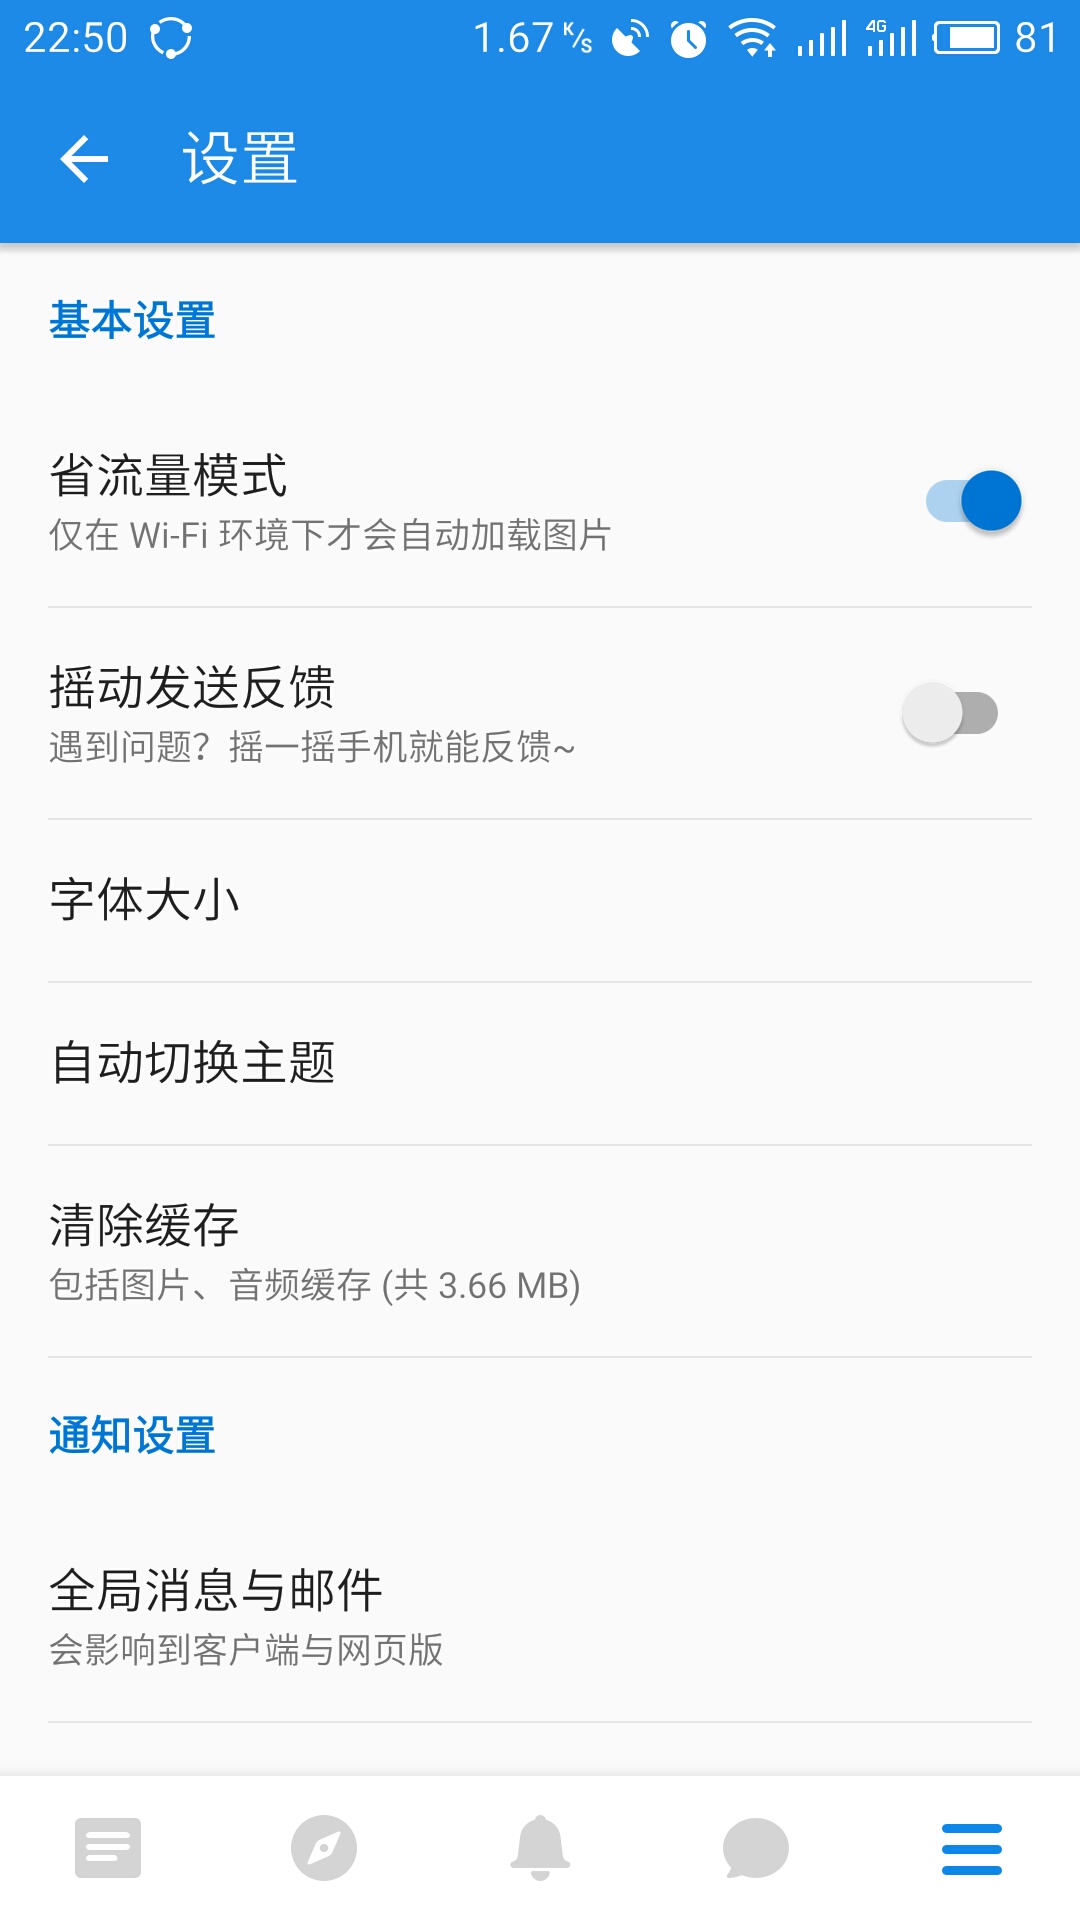 22:50 1.67 K/s 4G 81
设置
基本设置
省流量模式
仅在 Wi-Fi 环境下才会自动加载图片
摇动发送反馈
遇到问题？摇一摇手机就能反馈~
字体大小
自动切换主题
清除缓存
包括图片、音频缓存 (共 3.66 MB)
通知设置
全局消息与邮件
会影响到客户端与网页版